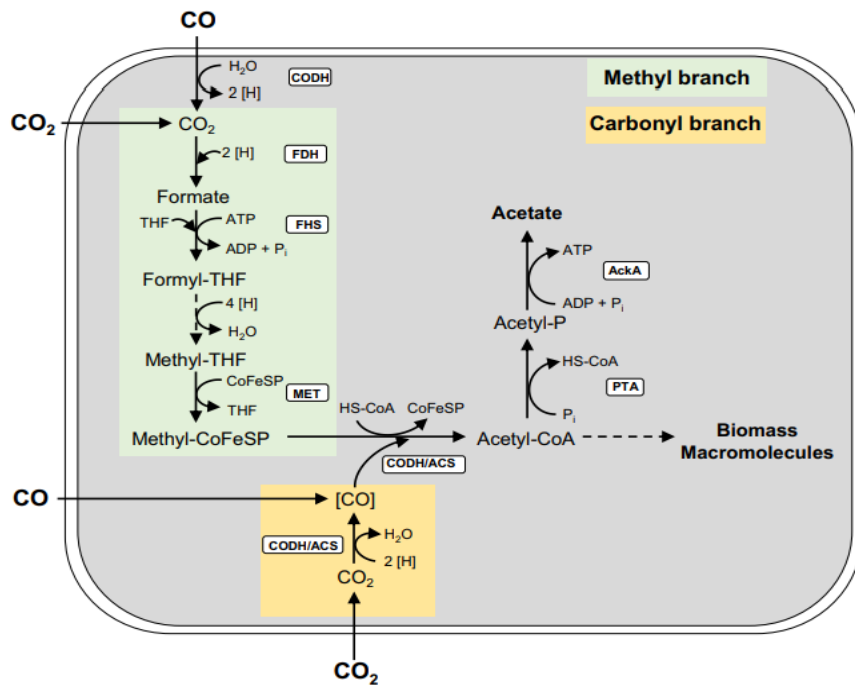 CO
H₂O
CODH
2 [H]
Methyl branch
CO₂
CO₂
Carbonyl branch
2 [H]
FDH
Formate
THF
ATP
FHS
ADP + Pᵢ
Formyl-THF
4 [H]
H₂O
Methyl-THF
CoFeSP
MET
THF
Methyl-CoFeSP
HS-CoA
CoFeSP
CODH/ACS
Acetate
ATP
AckA
ADP + Pᵢ
Acetyl-P
HS-CoA
PTA
Pᵢ
Acetyl-CoA
Biomass
Macromolecules
CO
[CO]
CODH/ACS
H₂O
2 [H]
CO₂
CO₂